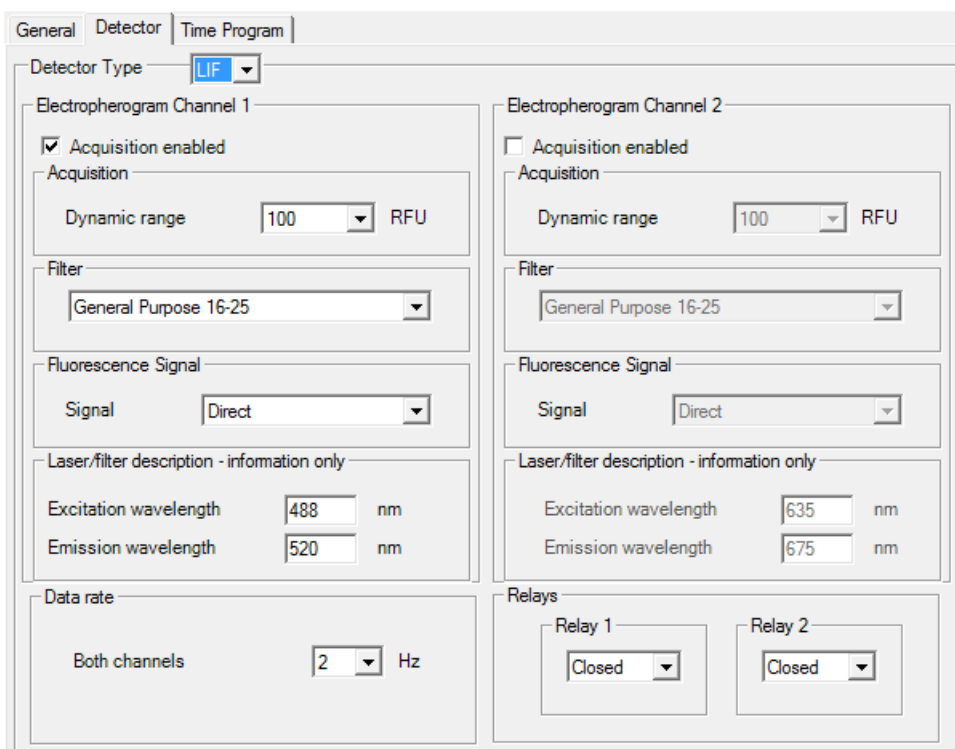 General Detector Time Program
Detector Type LIF
Electropherogram Channel 1
Acquisition enabled
Acquisition
Dynamic range 100 RFU
Filter
General Purpose 16-25
Fluorescence Signal
Signal Direct
Laser/filter description - information only
Excitation wavelength 488 nm
Emission wavelength 520 nm
Electropherogram Channel 2
Acquisition enabled
Acquisition
Dynamic range 100 RFU
Filter
General Purpose 16-25
Fluorescence Signal
Signal Direct
Laser/filter description - information only
Excitation wavelength 635 nm
Emission wavelength 675 nm
Data rate
Both channels 2 Hz
Relays
Relay 1 Relay 2
Closed Closed